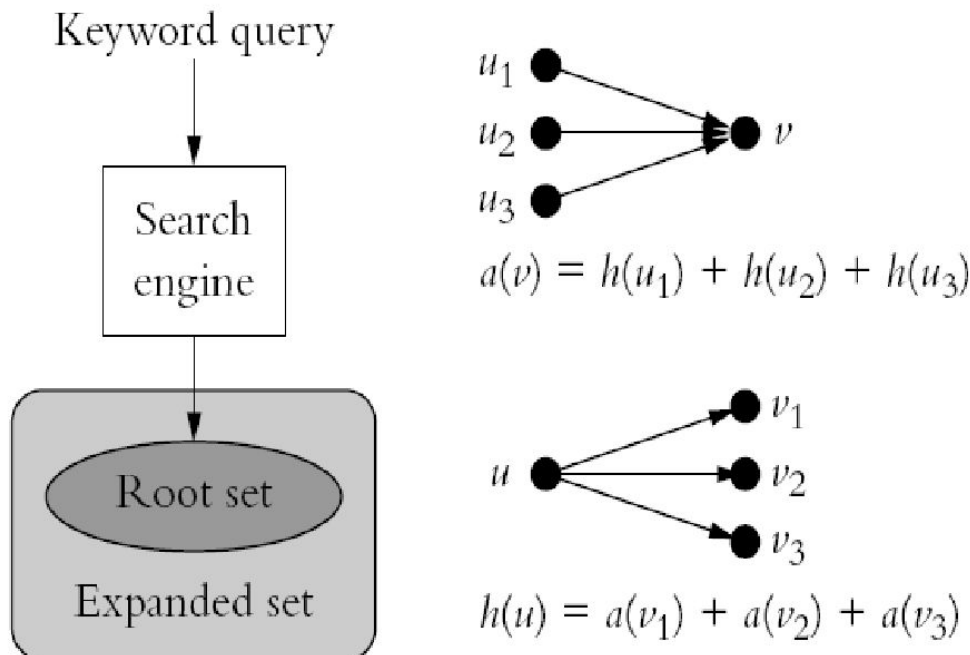 Keyword query
Search
engine
Root set
Expanded set
u₁
u₂
u₃
v
a(v) = h(u₁) + h(u₂) + h(u₃)
u
v₁
v₂
v₃
h(u) = a(v₁) + a(v₂) + a(v₃)